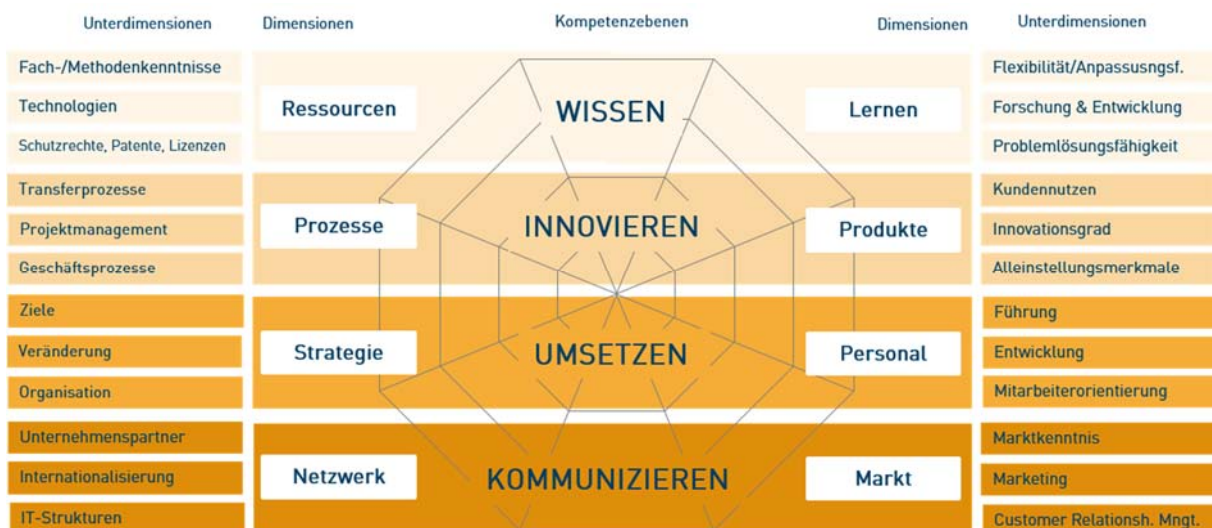 Unterdimensionen Dimensionen Kompetenzebenen Dimensionen Unterdimensionen
Fach-/Methodenkenntnisse Flexibilität/Anpassusngsf.
Technologien Ressourcen WISSEN Lernen Forschung & Entwicklung
Schutzrechte, Patente, Lizenzen Problemlösungsfähigkeit
Transferprozesse Kundennutzen
Projektmanagement Prozesse INNOVIEREN Produkte Innovationsgrad
Geschäftsprozesse Alleinstellungsmerkmale
Ziele Führung
Veränderung Strategie UMSETZEN Personal Entwicklung
Organisation Mitarbeiterorientierung
Unternehmenspartner Marktkenntnis
Internationalisierung Netzwerk KOMMUNIZIEREN Markt Marketing
IT-Strukturen Customer Relationsh. Mngt.